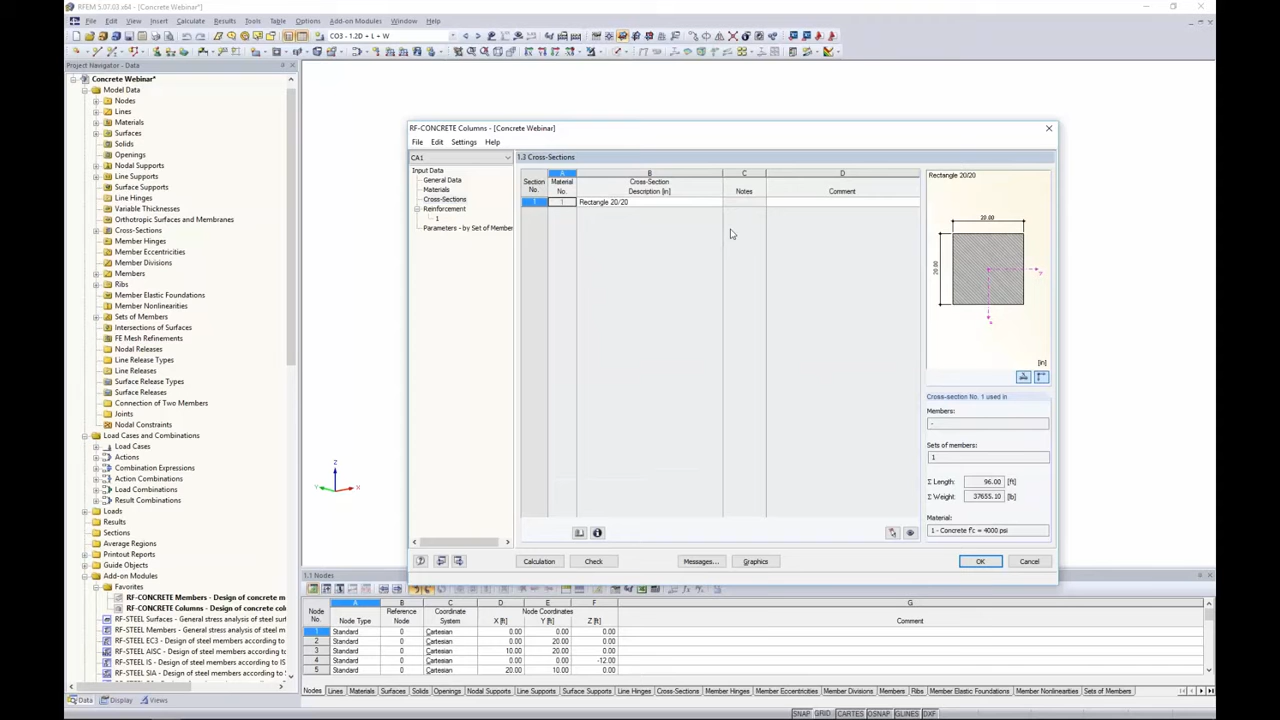 RFEM 5.07.03 x64 - [Concrete Webinar*]
File Edit View Insert Calculate Results Tools Table Options Add-on Modules Window Help
CO3 - 1.2D + L + W
Project Navigator - Data
Concrete Webinar*
Model Data
Nodes
Lines
Materials
Surfaces
Solids
Openings
Nodal Supports
Line Supports
Surface Supports
Line Hinges
Variable Thicknesses
Orthotropic Surfaces and Membranes
Cross-Sections
Member Hinges
Member Eccentricities
Member Divisions
Members
Ribs
Member Elastic Foundations
Member Nonlinearities
Sets of Members
Intersections of Surfaces
FE Mesh Refinements
Nodal Releases
Line Release Types
Line Releases
Surface Release Types
Surface Releases
Connection of Two Members
Joints
Nodal Constraints
Load Cases and Combinations
Load Cases
Actions
Combination Expressions
Action Combinations
Load Combinations
Result Combinations
Loads
Results
Sections
Average Regions
Printout Reports
Guide Objects
Add-on Modules
Favorites
RF-CONCRETE Members - Design of concrete m
RF-CONCRETE Columns - Design of concrete col
RF-STEEL Surfaces - General stress analysis of steel surf
RF-STEEL Members - General stress analysis of steel m
RF-STEEL EC3 - Design of steel members according to
RF-STEEL AISC - Design of steel members according t
RF-STEEL IS - Design of steel members according to
RF-STEEL SIA - Design of steel members according to
Data Display Views
RF-CONCRETE Columns - [Concrete Webinar]
File Edit Settings Help
CA1
Input Data
General Data
Materials
Cross-Sections
Reinforcement
1
Parameters - by Set of Member
1.3 Cross-Sections
A B C D
Section No. Material No. Cross-Section Description [in] Notes Comment
1 1 Rectangle 20/20
Rectangle 20/20
20.00
20.00
y
z
[in]
Cross-section No. 1 used in
Members:
-
Sets of members:
1
Σ Length: 96.00 [ft]
Σ Weight: 37655.10 [lb]
Material:
1 - Concrete f'c = 4000 psi
Calculation Check Messages... Graphics OK Cancel
Z
Y X
1.1 Nodes
A B C D E F G
Node No. Node Type Reference Node Coordinate System Node Coordinates X [ft] Y [ft] Z [ft] Comment
1 Standard 0 Cartesian 0.00 0.00 0.00
2 Standard 0 Cartesian 0.00 20.00 0.00
3 Standard 0 Cartesian 10.00 20.00 0.00
4 Standard 0 Cartesian 0.00 0.00 -12.00
5 Standard 0 Cartesian 20.00 10.00 0.00
Nodes Lines Materials Surfaces Solids Openings Nodal Supports Line Supports Surface Supports Line Hinges Cross-Sections Member Hinges Member Eccentricities Member Divisions Members Ribs Member Elastic Foundations Member Nonlinearities Sets of Members
SNAP GRID CARTES OSNAP GLINES DXF